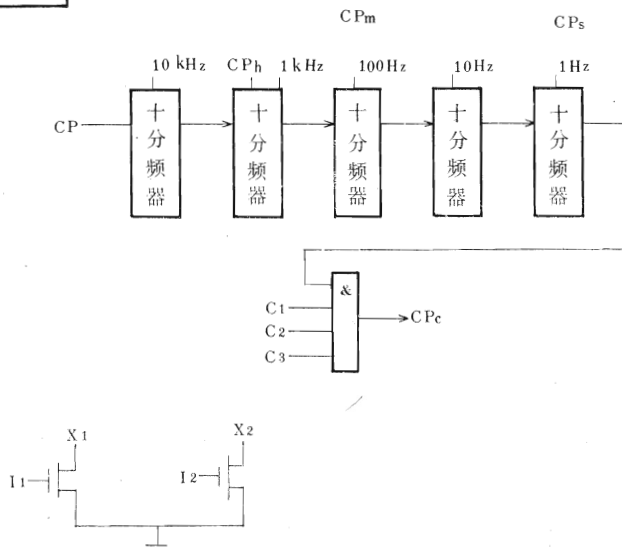 CPm
CPs
10 kHz
CPh
1 kHz
100Hz
10Hz
1Hz
CP
十分频器
十分频器
十分频器
十分频器
十分频器
&
C1
C2
C3
CPc
X1
X2
I1
I2